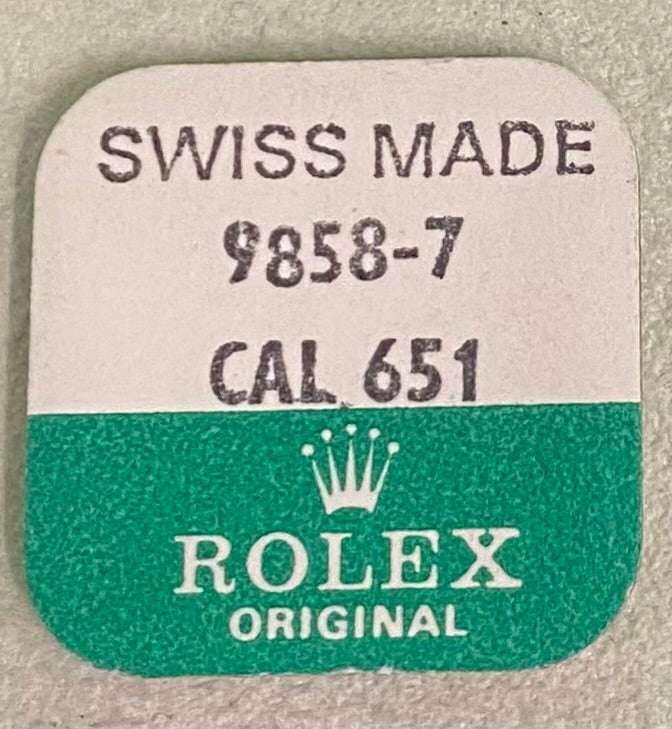 SWISS MADE
9858-7
CAL 651
ROLEX
ORIGINAL